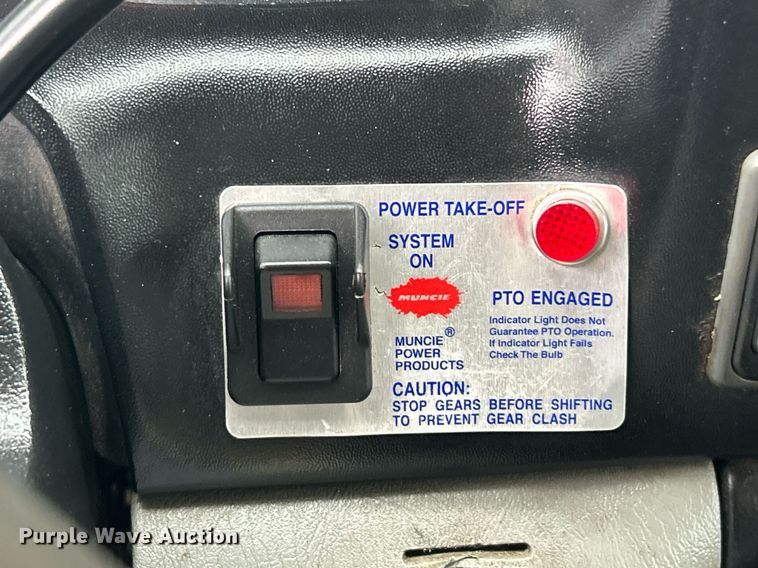 POWER TAKE-OFF
SYSTEM
ON
MUNCIE
MUNCIE®
POWER
PRODUCTS
PTO ENGAGED
Indicator Light Does Not
Guarantee PTO Operation.
If Indicator Light Fails
Check The Bulb
CAUTION:
STOP GEARS BEFORE SHIFTING
TO PREVENT GEAR CLASH
Purple Wave Auction